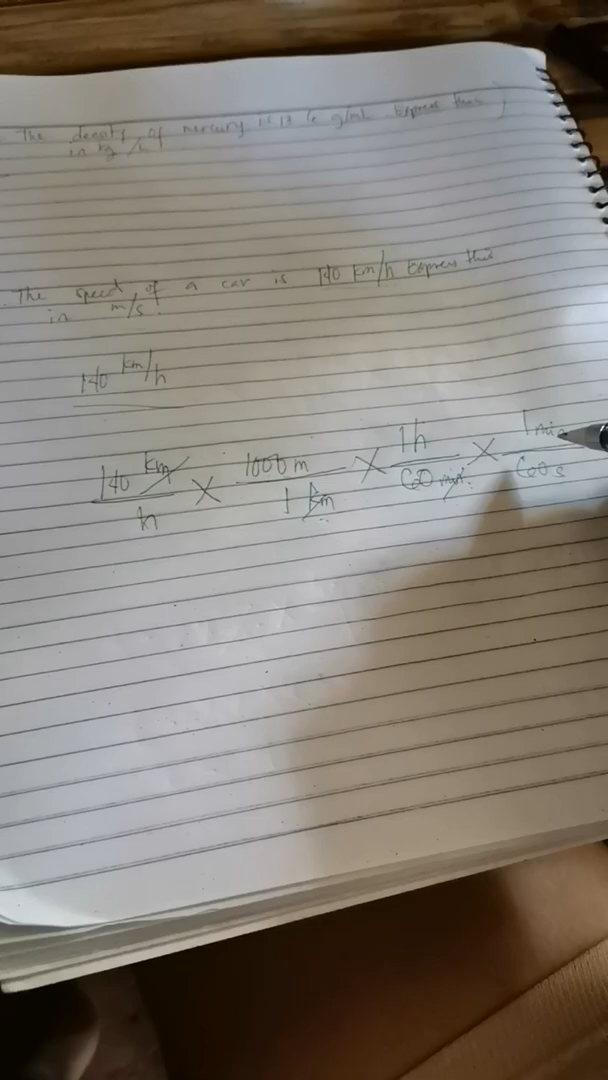 The density of mercury is 13.6 g/ml Express this
in kg/L
The speed of a car is 140 km/h Express this
in m/s.
140 km/h
140 km/h × 1000 m/1 km × 1h/60 min × 1 min/60 s